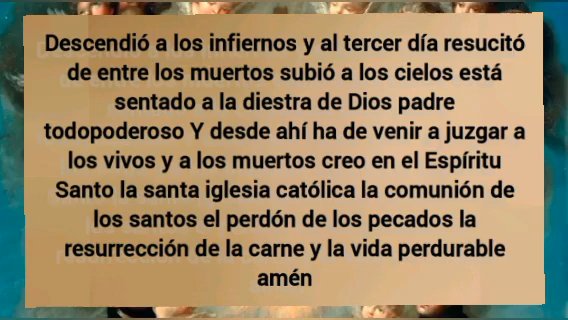 Descendió a los infiernos y al tercer día resucitó
de entre los muertos subió a los cielos está
sentado a la diestra de Dios padre
todopoderoso Y desde ahí ha de venir a juzgar a
los vivos y a los muertos creo en el Espíritu
Santo la santa iglesia católica la comunión de
los santos el perdón de los pecados la
resurrección de la carne y la vida perdurable
amén